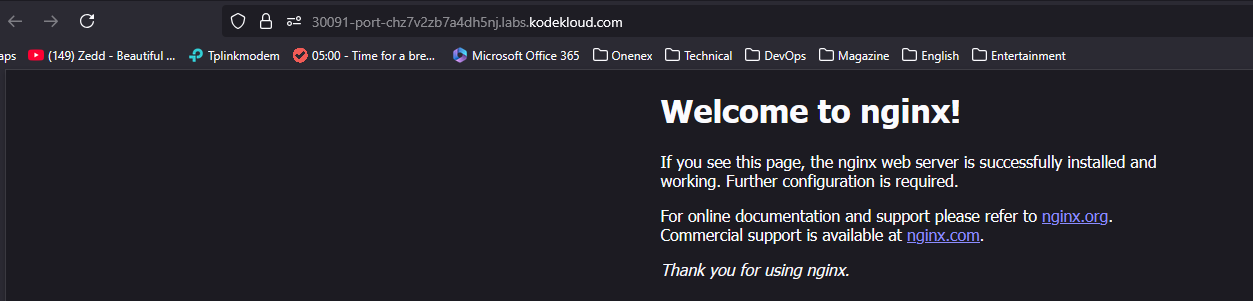 30091-port-chz7v2zb7a4dh5nj.labs.kodekloud.com
aps (149) Zedd - Beautiful ... Tplinkmodem 05:00 - Time for a bre... Microsoft Office 365 Onenex Technical DevOps Magazine English Entertainment
Welcome to nginx!
If you see this page, the nginx web server is successfully installed and
working. Further configuration is required.
For online documentation and support please refer to nginx.org.
Commercial support is available at nginx.com.
Thank you for using nginx.